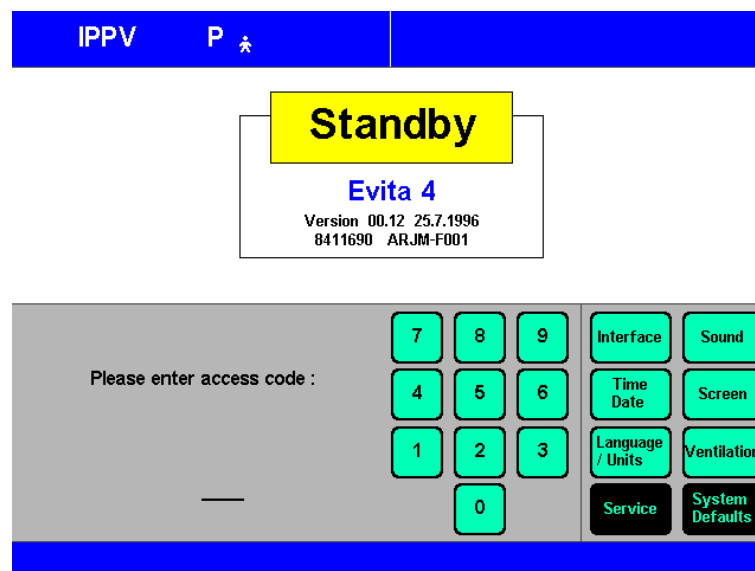 IPPV P
Standby
Evita 4
Version 00.12 25.7.1996
8411690 ARJM-F001
Please enter access code :
7 8 9
4 5 6
1 2 3
0
Interface
Sound
Time
Date
Screen
Language
/ Units
Ventilation
Service
System
Defaults